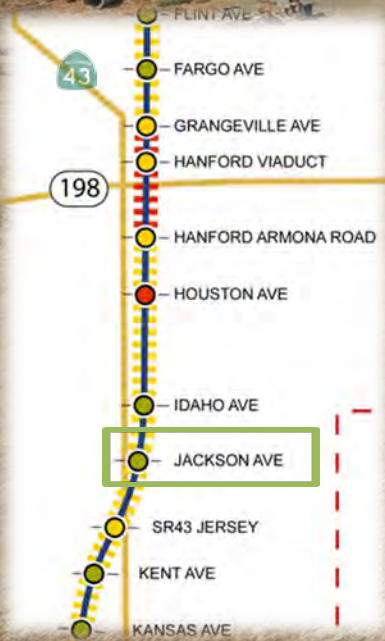 FLINT AVE
43
FARGO AVE
GRANGEVILLE AVE
HANFORD VIADUCT
198
HANFORD ARMONA ROAD
HOUSTON AVE
IDAHO AVE
JACKSON AVE
SR43 JERSEY
KENT AVE
KANSAS AVE